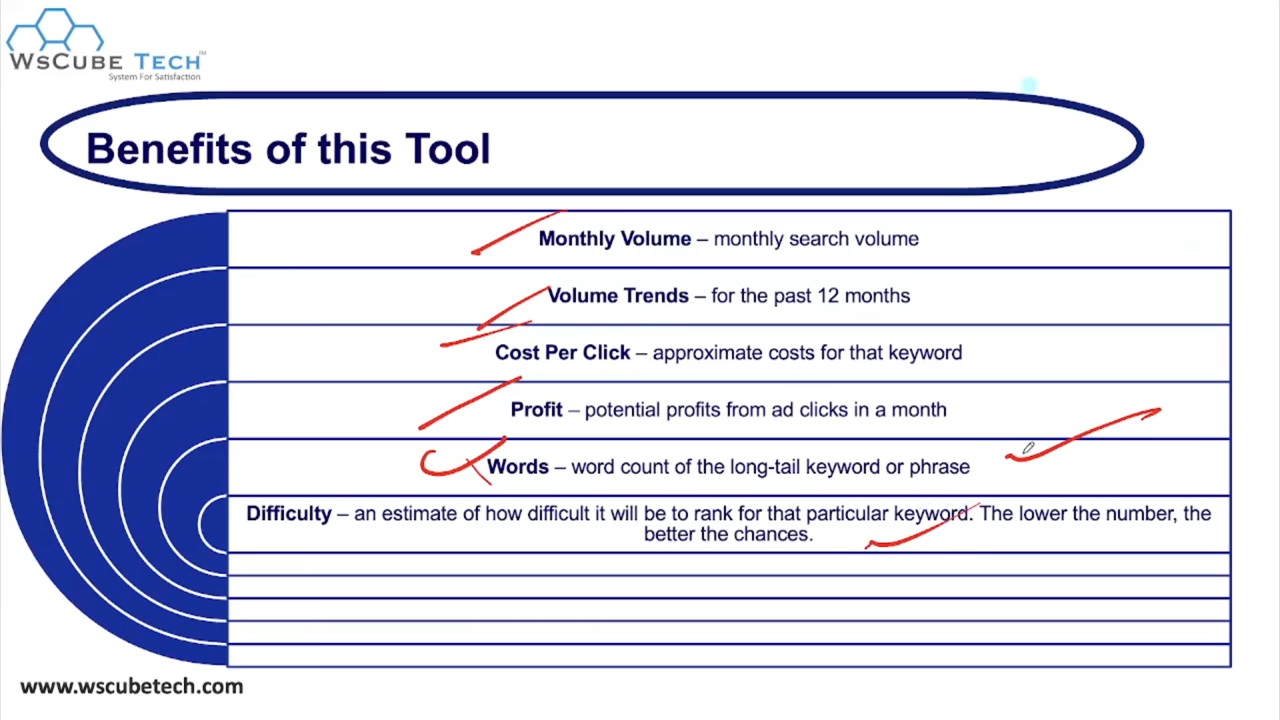 WsCube Tech™
System For Satisfaction
Benefits of this Tool
Monthly Volume – monthly search volume
Volume Trends – for the past 12 months
Cost Per Click – approximate costs for that keyword
Profit – potential profits from ad clicks in a month
Words – word count of the long-tail keyword or phrase
Difficulty – an estimate of how difficult it will be to rank for that particular keyword. The lower the number, the
better the chances.
www.wscubetech.com